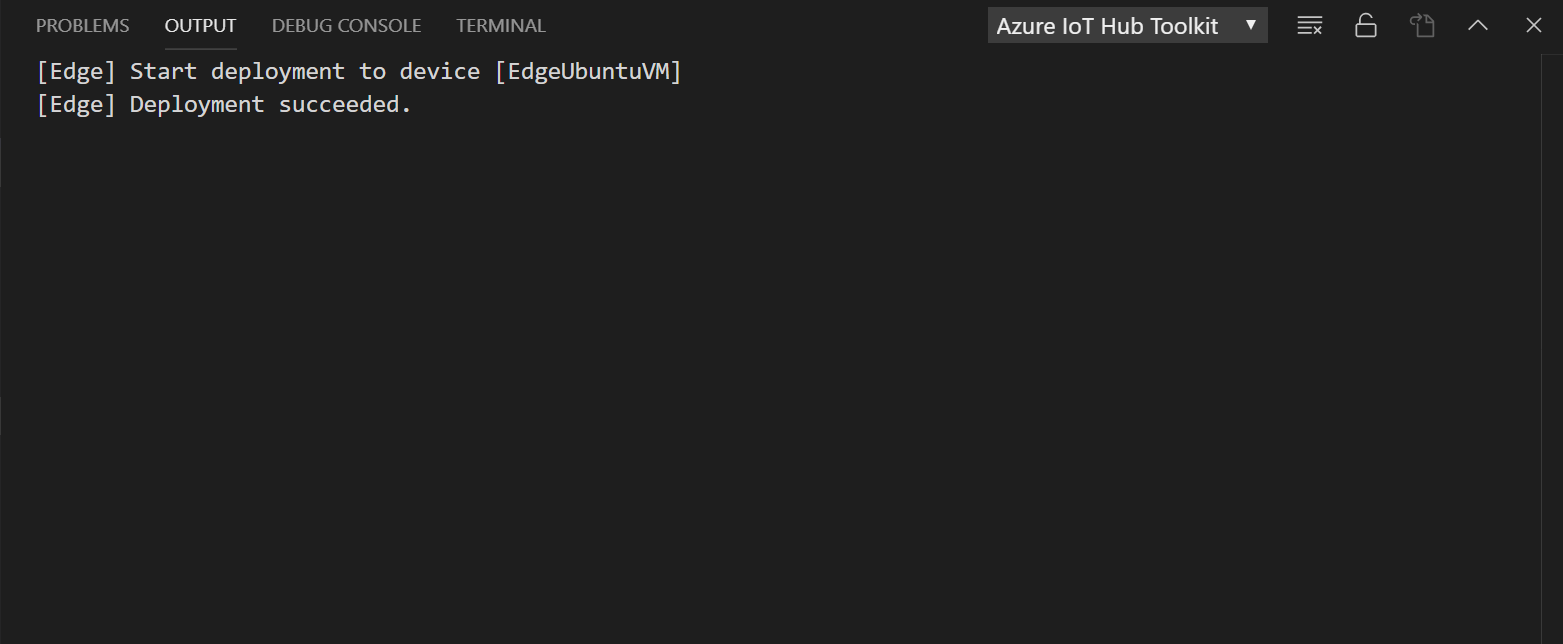 PROBLEMS OUTPUT DEBUG CONSOLE TERMINAL Azure IoT Hub Toolkit
[Edge] Start deployment to device [EdgeUbuntuVM]
[Edge] Deployment succeeded.